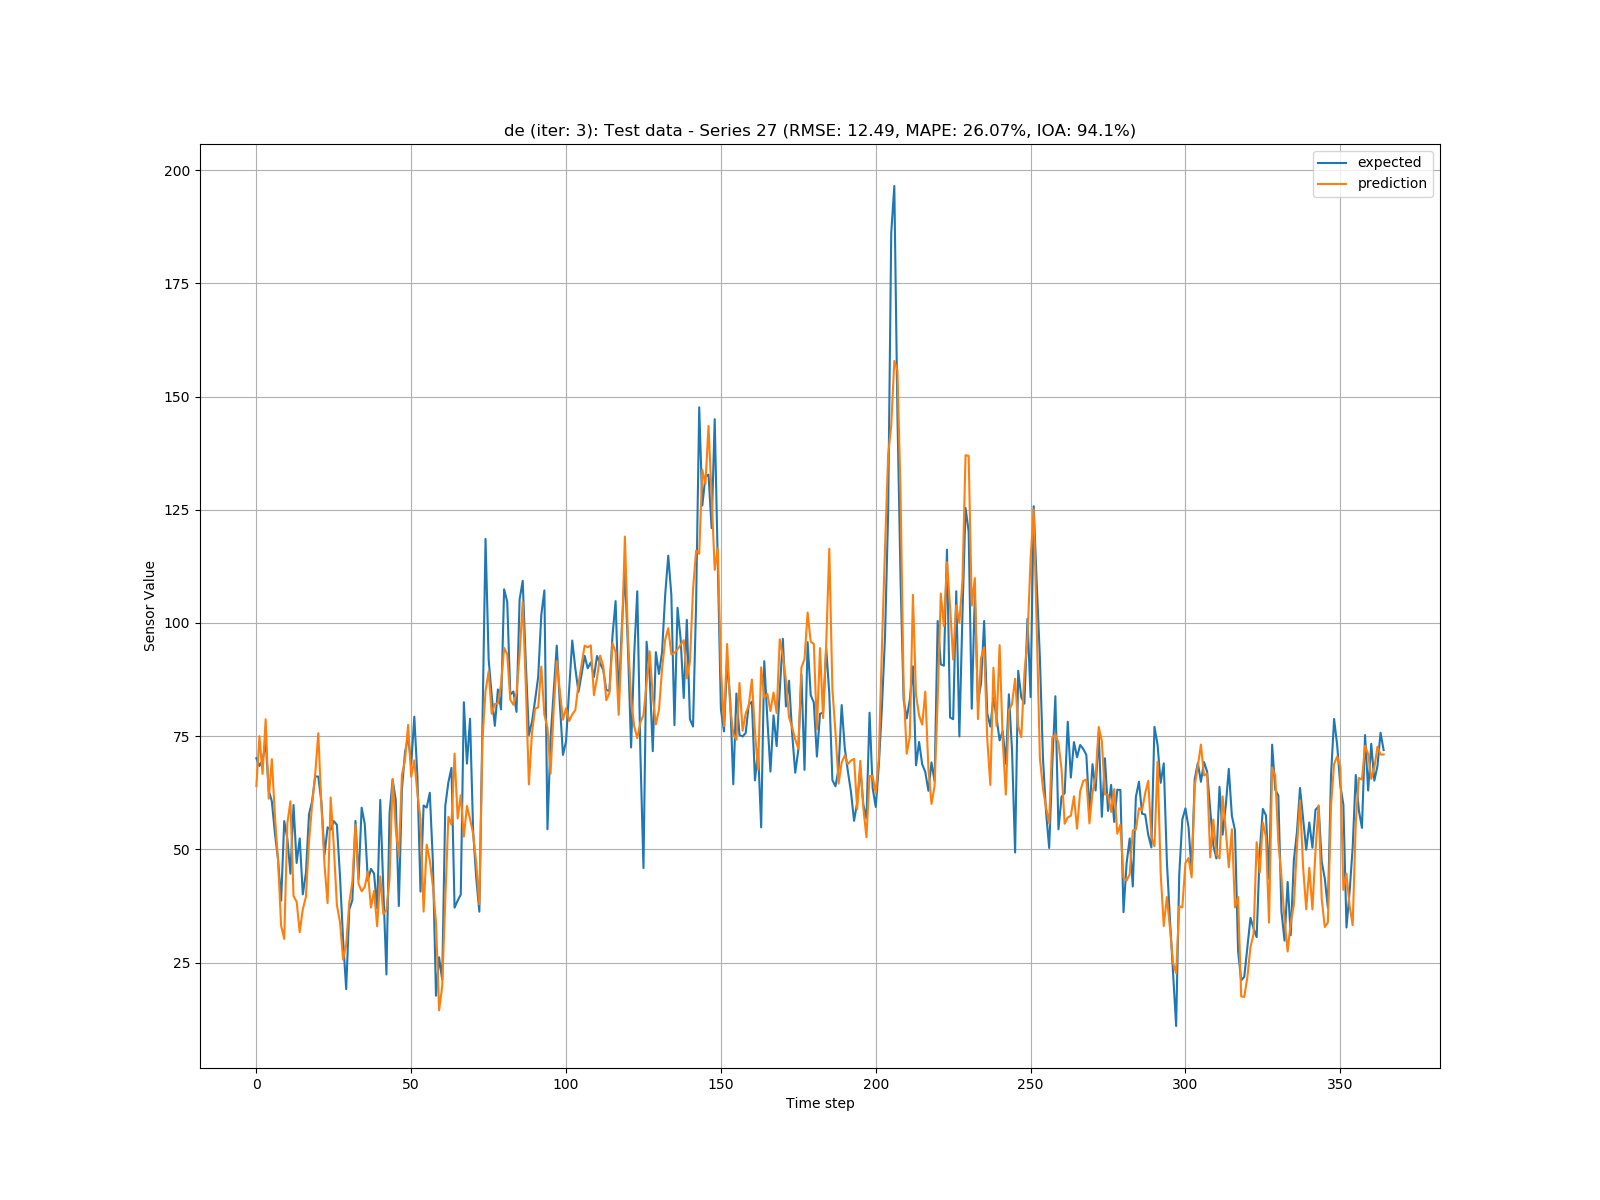 de (iter: 3): Test data - Series 27 (RMSE: 12.49, MAPE: 26.07%, IOA: 94.1%)
expected
prediction
Sensor Value
200
175
150
125
100
75
50
25
0 50 100 150 200 250 300 350
Time step